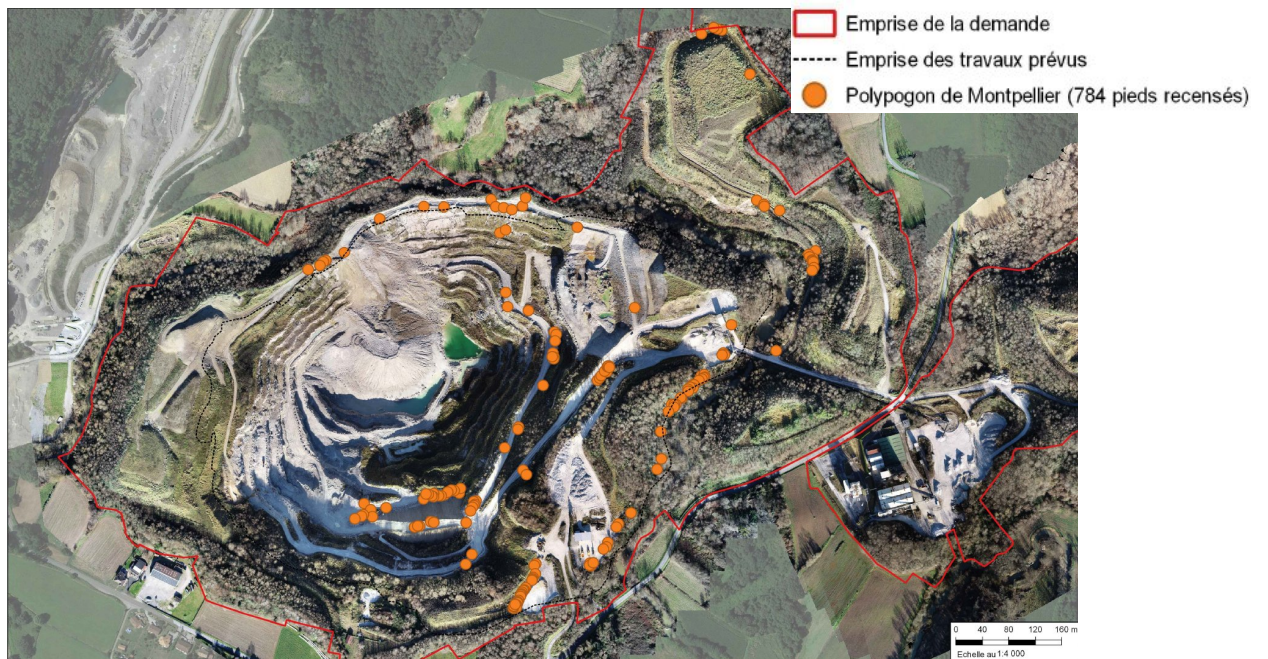 Emprise de la demande
Emprise des travaux prévus
Polypogon de Montpellier (784 pieds recensés)
0 40 80 120 160 m
Echelle au 1:4 000